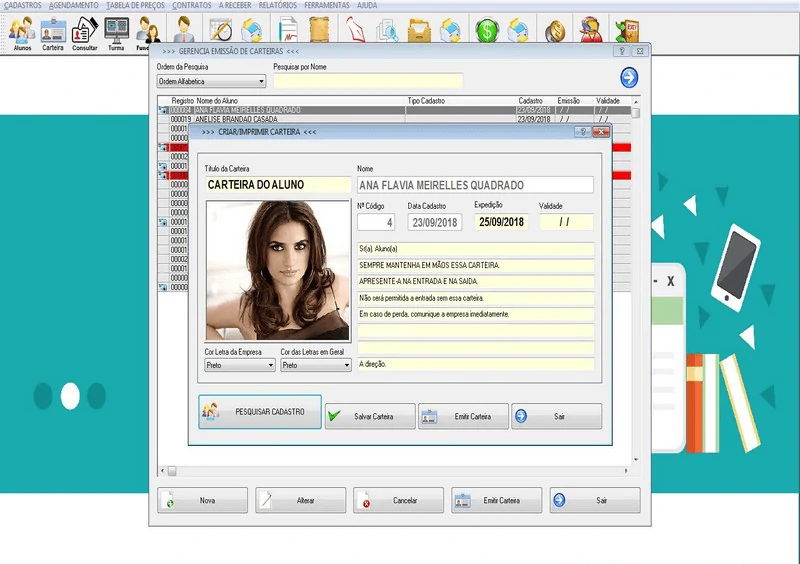 CADASTROS AGENDAMENTO TABELA DE PREÇOS CONTRATOS A RECEBER RELATÓRIOS FERRAMENTAS AJUDA
Alunos Carteira Consultar Turma
EXIT
>>> GERENCIA EMISSÃO DE CARTEIRAS <<<
Ordem da Pesquisa Pesquisar por Nome
Ordem Alfabetica
Registro Nome do Aluno Tipo Cadastro Cadastro Emissão Validade
000004 ANA FLAVIA MEIRELLES QUADRADO 23/09/2018 / / / /
000019 ANELISE BRANDAO CASADA 23/09/2018 / / / /
>>> CRIAR/IMPRIMIR CARTEIRA <<<
Título da Carteira Nome
CARTEIRA DO ALUNO ANA FLAVIA MEIRELLES QUADRADO
Nº Código Data Cadastro Expedição Validade
4 23/09/2018 25/09/2018 / /
Sr(a), Aluno(a)
SEMPRE MANTENHA EM MÃOS ESSA CARTEIRA.
APRESENTE-A NA ENTRADA E NA SAIDA.
Não será permitida a entrada sem essa carteira.
Em caso de perda, comunique a empresa imediatamente.
Cor Letra da Empresa Cor das Letras em Geral
Preto Preto
A direção.
PESQUISAR CADASTRO Salvar Carteira Emitir Carteira Sair
Nova Alterar Cancelar Emitir Carteira Sair
- X